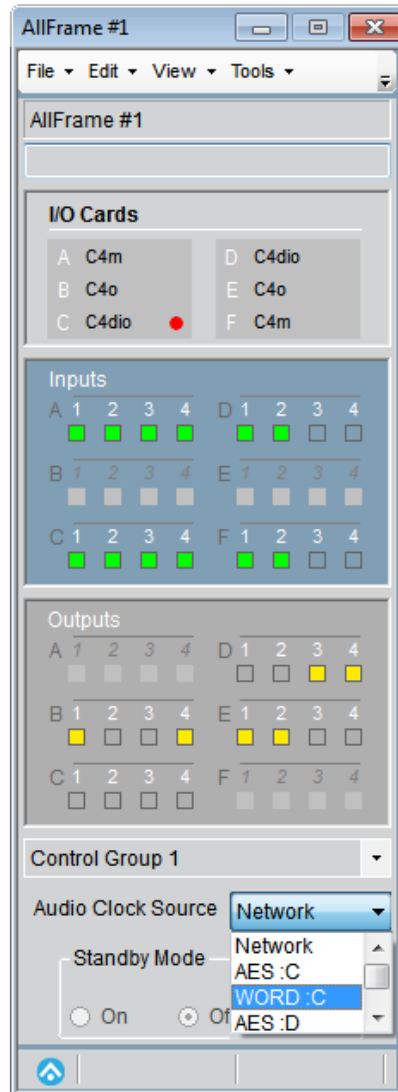 AllFrame #1
File Edit View Tools
AllFrame #1
I/O Cards
A C4m D C4dio
B C4o E C4o
C C4dio F C4m
Inputs
A 1 2 3 4 D 1 2 3 4
B 1 2 3 4 E 1 2 3 4
C 1 2 3 4 F 1 2 3 4
Outputs
A 1 2 3 4 D 1 2 3 4
B 1 2 3 4 E 1 2 3 4
C 1 2 3 4 F 1 2 3 4
Control Group 1
Audio Clock Source Network
Network
Standby Mode AES :C
WORD :C
On Of AES :D